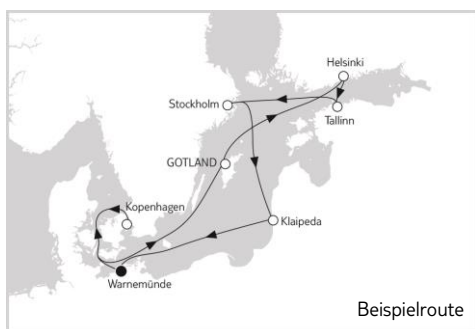 Helsinki
Stockholm
Tallinn
GOTLAND
Kopenhagen
Klaipeda
Warnemünde
Beispielroute